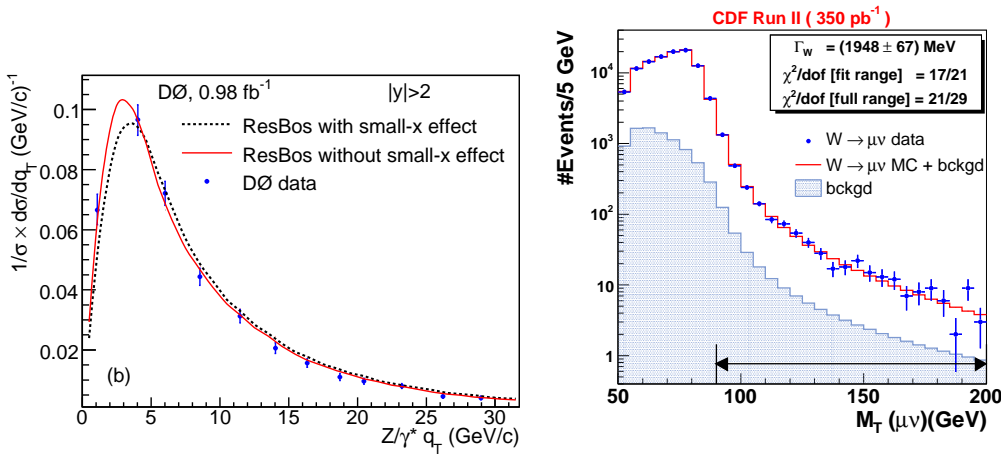 DØ, 0.98 fb⁻¹ |y|>2
ResBos with small-x effect
ResBos without small-x effect
DØ data
1/σ × dσ/dq_T (GeV/c)⁻¹
0.1
0.08
0.06
0.04
0.02
(b)
0 5 10 15 20 25 30
Z/γ* q_T (GeV/c)
CDF Run II ( 350 pb⁻¹)
Γ_W = (1948 ± 67) MeV
χ²/dof [fit range] = 17/21
χ²/dof [full range] = 21/29
W → μν data
W → μν MC + bckgd
bckgd
#Events/5 GeV
10⁴
10³
10²
10
1
50 100 150 200
M_T (μν)(GeV)